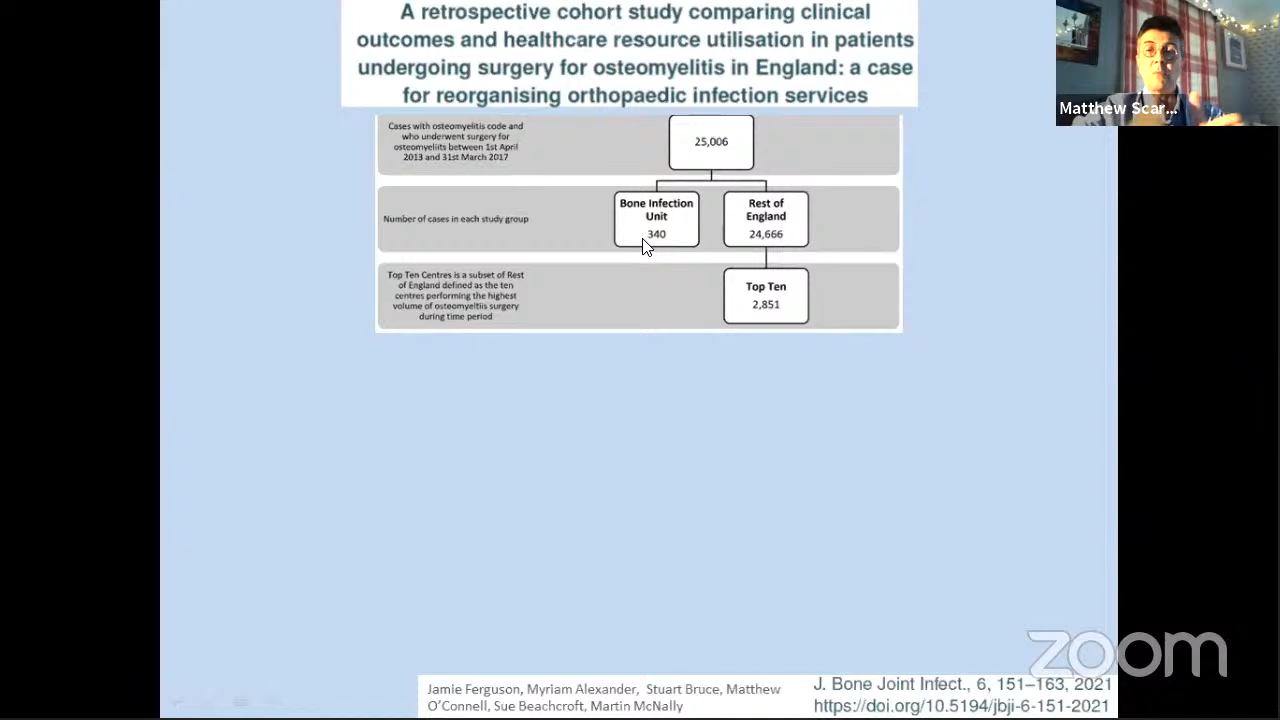 A retrospective cohort study comparing clinical
outcomes and healthcare resource utilisation in patients
undergoing surgery for osteomyelitis in England: a case
for reorganising orthopaedic infection services
Matthew Scar...
Cases with osteomyelitis code and
who underwent surgery for
osteomyeliits between 1st April
2013 and 31st March 2017
25,006
Number of cases in each study group
Bone Infection
Unit
340
Rest of
England
24,666
Top Ten Centres is a subset of Rest
of England defined as the ten
centres performing the highest
volume of osteomyeltiis surgery
during time period
Top Ten
2,851
zoom
Jamie Ferguson, Myriam Alexander, Stuart Bruce, Matthew
O'Connell, Sue Beachcroft, Martin McNally
J. Bone Joint Infect., 6, 151–163, 2021
https://doi.org/10.5194/jbji-6-151-2021